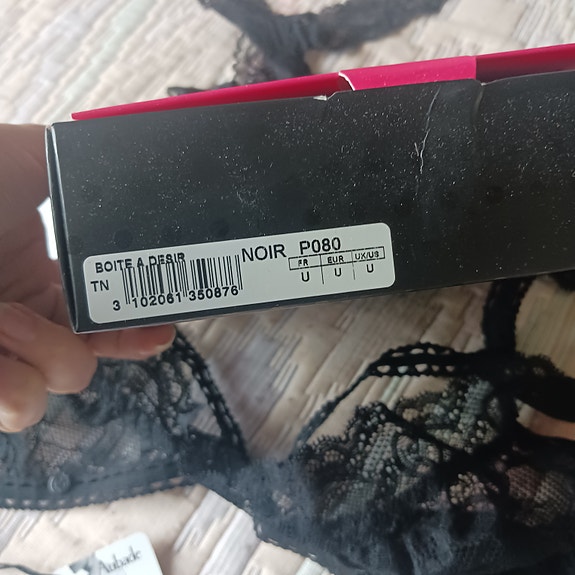 BOITE A DESIR
NOIR P080
TN
FR EUR UK/US
U U U
3 102061 350876
Aubade